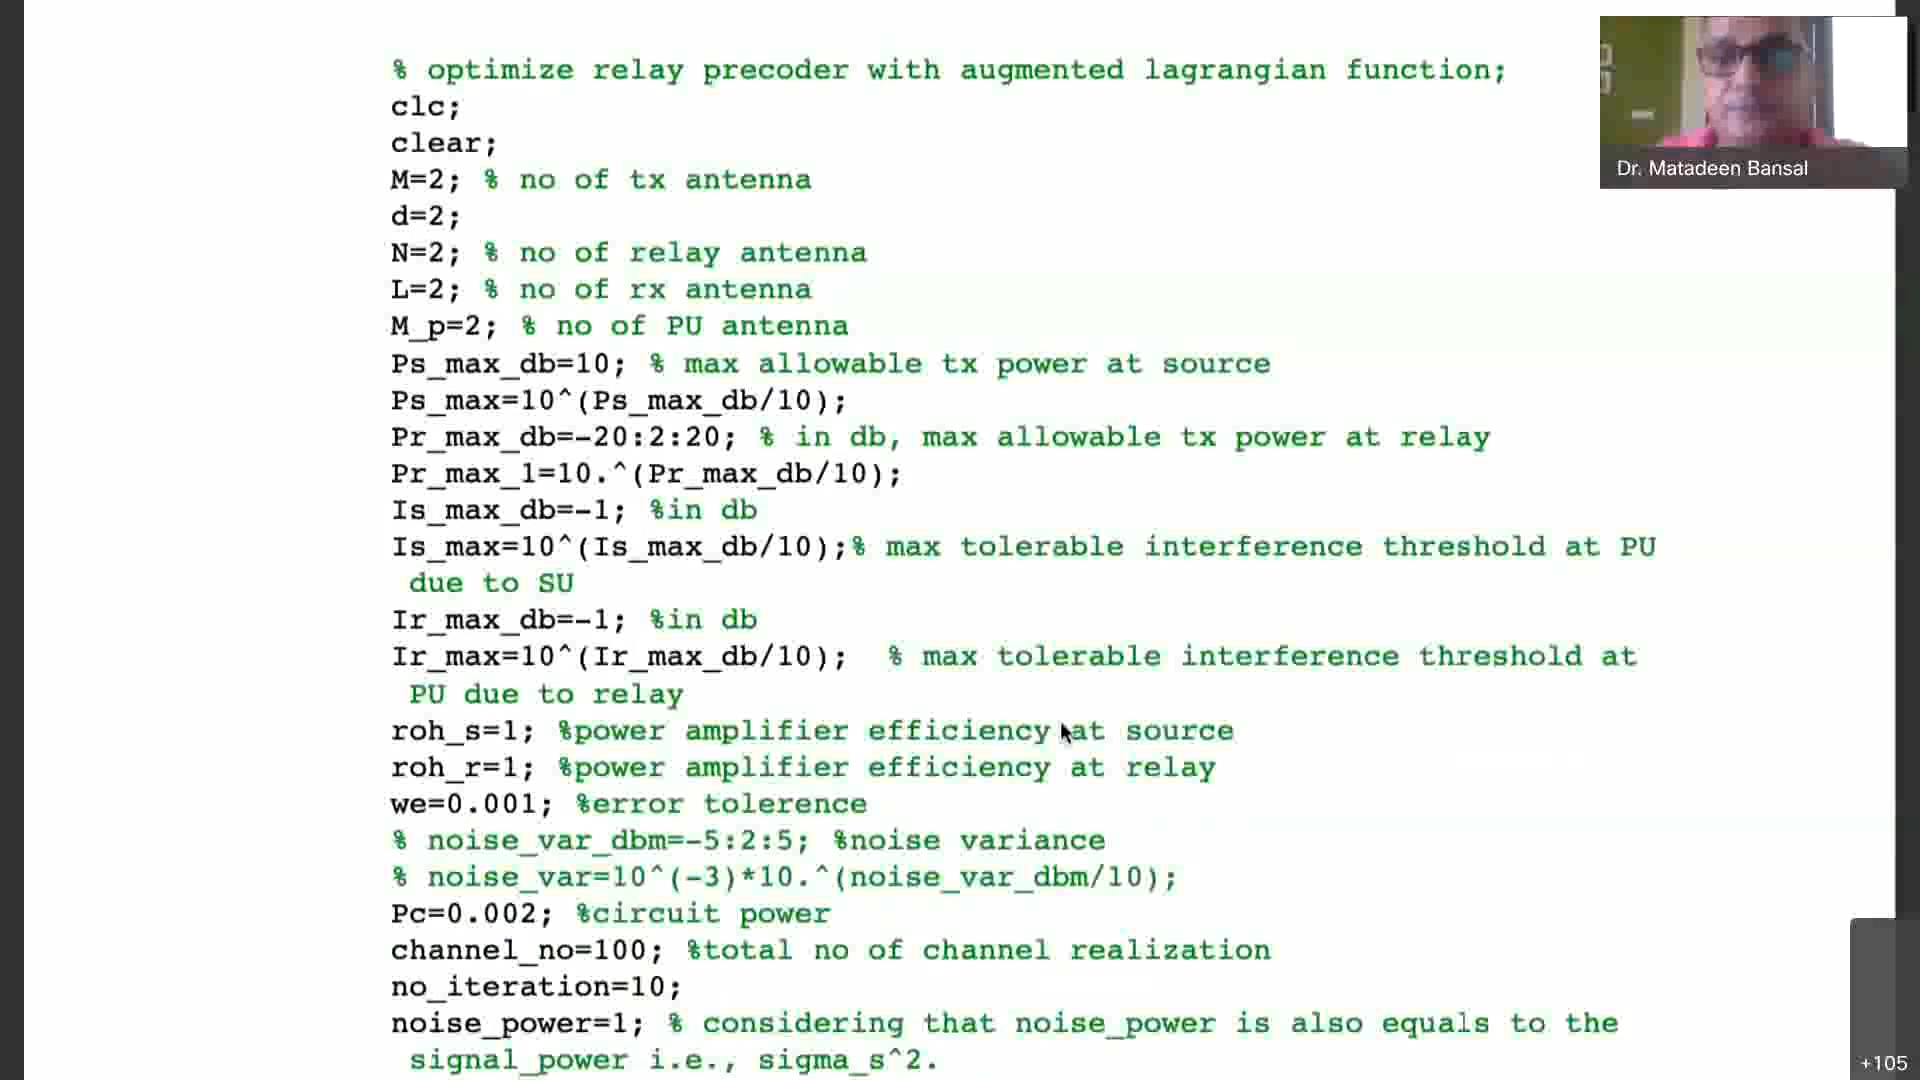 % optimize relay precoder with augmented lagrangian function;
clc;
clear;
M=2; % no of tx antenna
d=2;
N=2; % no of relay antenna
L=2; % no of rx antenna
M_p=2; % no of PU antenna
Ps_max_db=10; % max allowable tx power at source
Ps_max=10^(Ps_max_db/10);
Pr_max_db=-20:2:20; % in db, max allowable tx power at relay
Pr_max_1=10.^(Pr_max_db/10);
Is_max_db=-1; %in db
Is_max=10^(Is_max_db/10);% max tolerable interference threshold at PU
due to SU
Ir_max_db=-1; %in db
Ir_max=10^(Ir_max_db/10);  % max tolerable interference threshold at
PU due to relay
roh_s=1; %power amplifier efficiency at source
roh_r=1; %power amplifier efficiency at relay
we=0.001; %error tolerence
% noise_var_dbm=-5:2:5; %noise variance
% noise_var=10^(-3)*10.^(noise_var_dbm/10);
Pc=0.002; %circuit power
channel_no=100; %total no of channel realization
no_iteration=10;
noise_power=1; % considering that noise_power is also equals to the
signal_power i.e., sigma_s^2.
Dr. Matadeen Bansal
+105